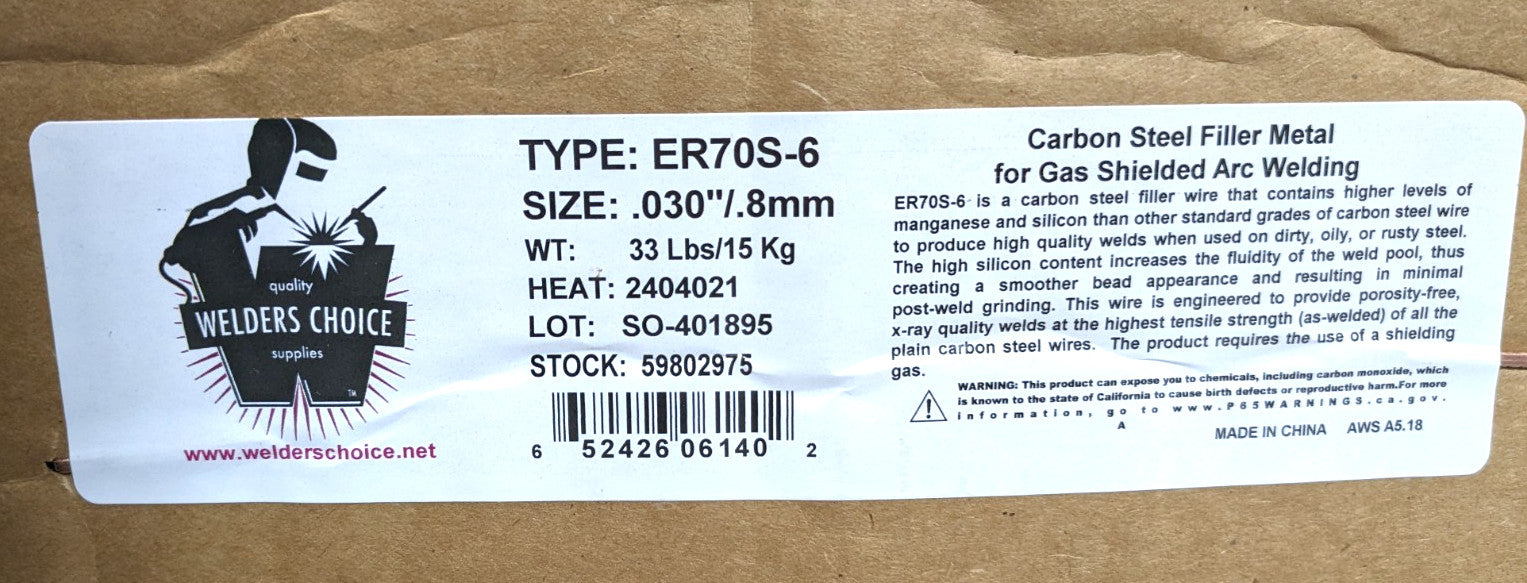 quality
WELDERS CHOICE
supplies
TM
www.welderschoice.net
TYPE: ER70S-6
SIZE: .030"/.8mm
WT: 33 Lbs/15 Kg
HEAT: 2404021
LOT: SO-401895
STOCK: 59802975
6 52426 06140 2
Carbon Steel Filler Metal
for Gas Shielded Arc Welding
ER70S-6 is a carbon steel filler wire that contains higher levels of
manganese and silicon than other standard grades of carbon steel wire
to produce high quality welds when used on dirty, oily, or rusty steel.
The high silicon content increases the fluidity of the weld pool, thus
creating a smoother bead appearance and resulting in minimal
post-weld grinding. This wire is engineered to provide porosity-free,
x-ray quality welds at the highest tensile strength (as-welded) of all the
plain carbon steel wires. The product requires the use of a shielding
gas.
WARNING: This product can expose you to chemicals, including carbon monoxide, which
is known to the state of California to cause birth defects or reproductive harm.For more
information, go to www.P65WARNINGS.ca.gov.
A
MADE IN CHINA AWS A5.18